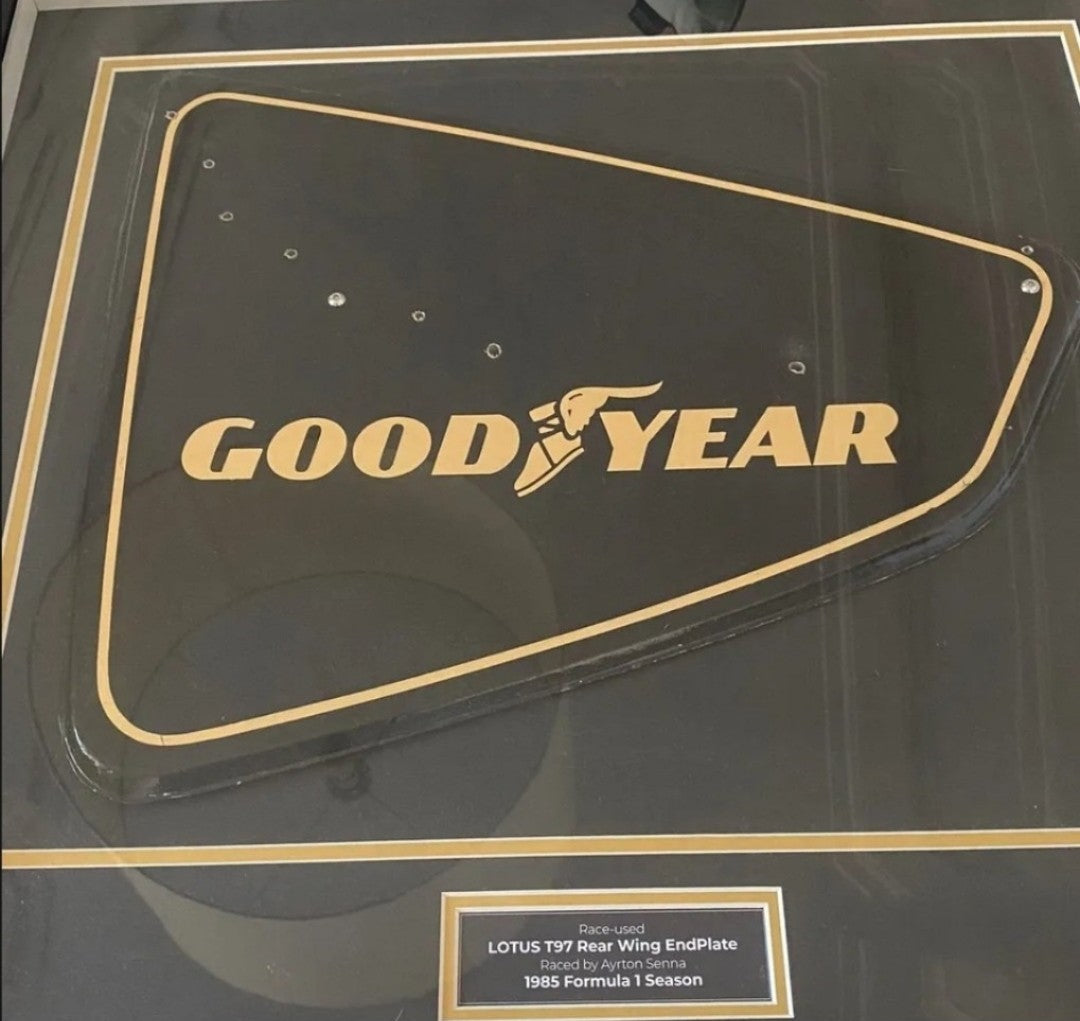 GOODYEAR
Race-used
LOTUS T97 Rear Wing EndPlate
Raced by Ayrton Senna
1985 Formula 1 Season